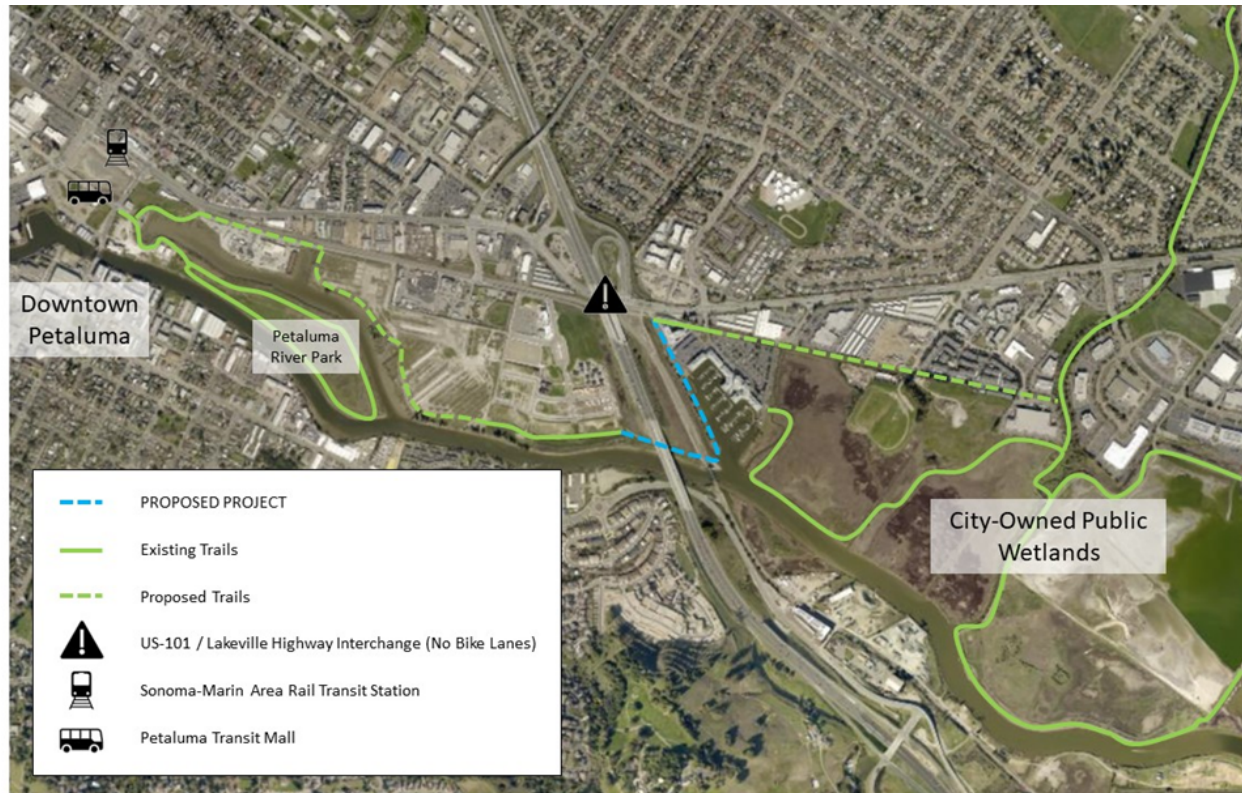 Downtown
Petaluma
Petaluma
River Park
City-Owned Public
Wetlands
PROPOSED PROJECT
Existing Trails
Proposed Trails
US-101 / Lakeville Highway Interchange (No Bike Lanes)
Sonoma-Marin Area Rail Transit Station
Petaluma Transit Mall